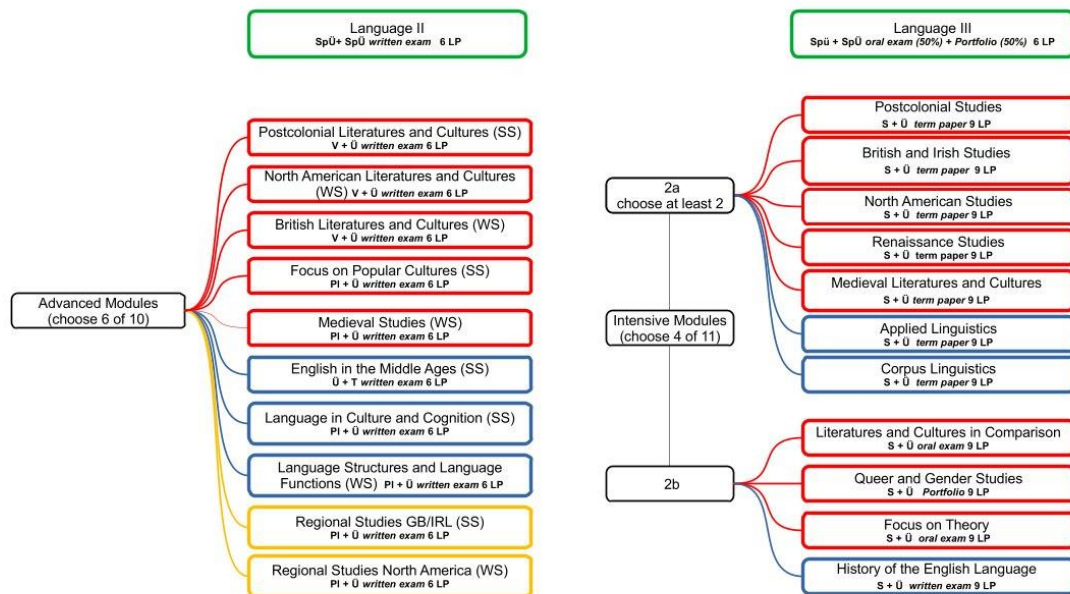 Language II
SpÜ+ SpÜ written exam 6 LP
Postcolonial Literatures and Cultures (SS)
V + Ü written exam 6 LP
North American Literatures and Cultures
(WS) V + Ü written exam 6 LP
British Literatures and Cultures (WS)
V + Ü written exam 6 LP
Focus on Popular Cultures (SS)
PI + Ü written exam 6 LP
Advanced Modules
(choose 6 of 10)
Medieval Studies (WS)
PI + Ü written exam 6 LP
English in the Middle Ages (SS)
Ü + T written exam 6 LP
Language in Culture and Cognition (SS)
PI + Ü written exam 6 LP
Language Structures and Language
Functions (WS) PI + Ü written exam 6 LP
Regional Studies GB/IRL (SS)
PI + Ü written exam 6 LP
Regional Studies North America (WS)
PI + Ü written exam 6 LP
Language III
Spü + SpÜ oral exam (50%) + Portfolio (50%) 6 LP
Postcolonial Studies
S + Ü term paper 9 LP
British and Irish Studies
S + Ü term paper 9 LP
2a
choose at least 2
North American Studies
S + Ü term paper 9 LP
Renaissance Studies
S + Ü term paper 9 LP
Medieval Literatures and Cultures
S + Ü term paper 9 LP
Intensive Modules
(choose 4 of 11)
Applied Linguistics
S + Ü term paper 9 LP
Corpus Linguistics
S + Ü term paper 9 LP
Literatures and Cultures in Comparison
S + Ü oral exam 9 LP
2b
Queer and Gender Studies
S + Ü Portfolio 9 LP
Focus on Theory
S + Ü oral exam 9 LP
History of the English Language
S + Ü written exam 9 LP